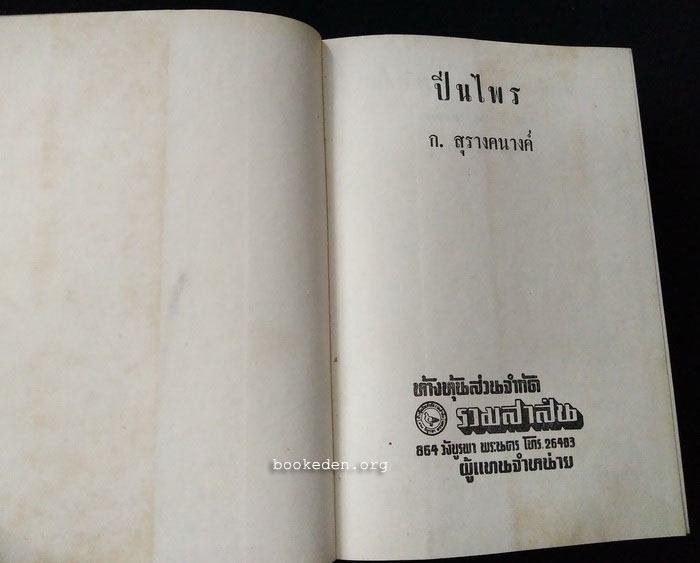 ปีนไพร
ก. สุรางคนางค์
ห้างหุ้นส่วนจำกัด
รวมสาส์น
864 วังบูรพา พระนคร โทร. 26483
bookeden.org
ผู้แทนจำหน่าย